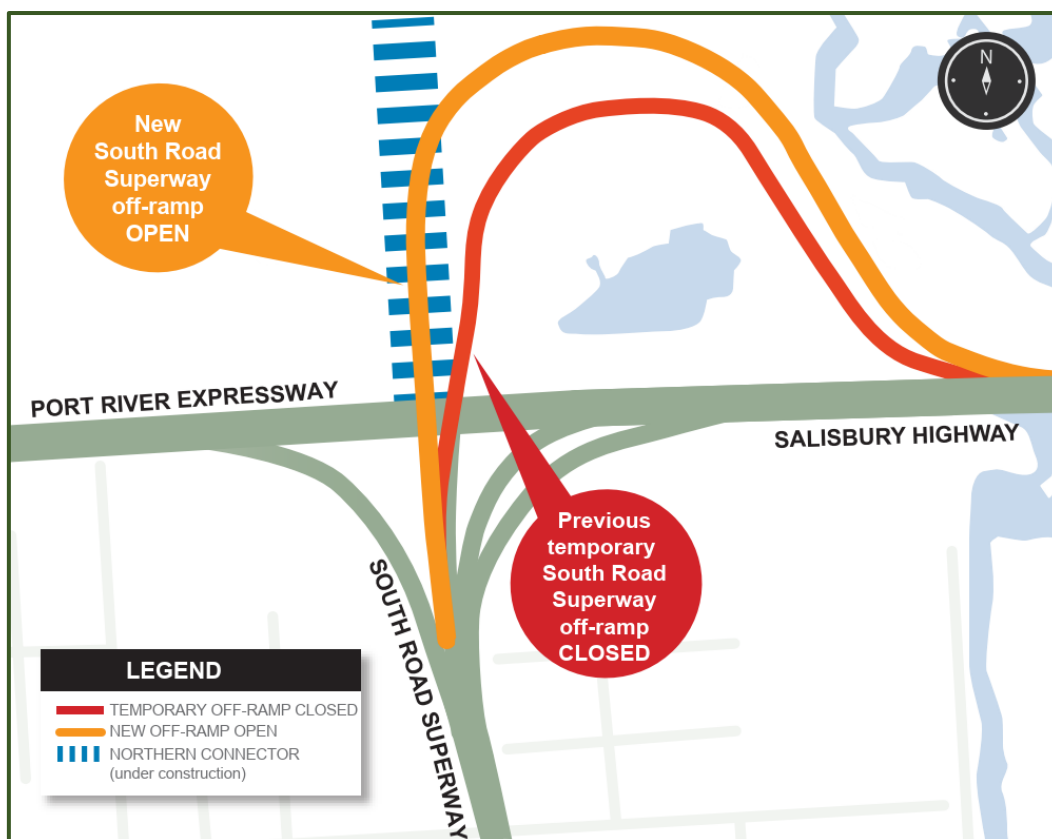 N
New
South Road
Superway
off-ramp
OPEN
PORT RIVER EXPRESSWAY
SALISBURY HIGHWAY
Previous
temporary
South Road
Superway
off-ramp
CLOSED
SOUTH ROAD SUPERWAY
LEGEND
TEMPORARY OFF-RAMP CLOSED
NEW OFF-RAMP OPEN
NORTHERN CONNECTOR
(under construction)